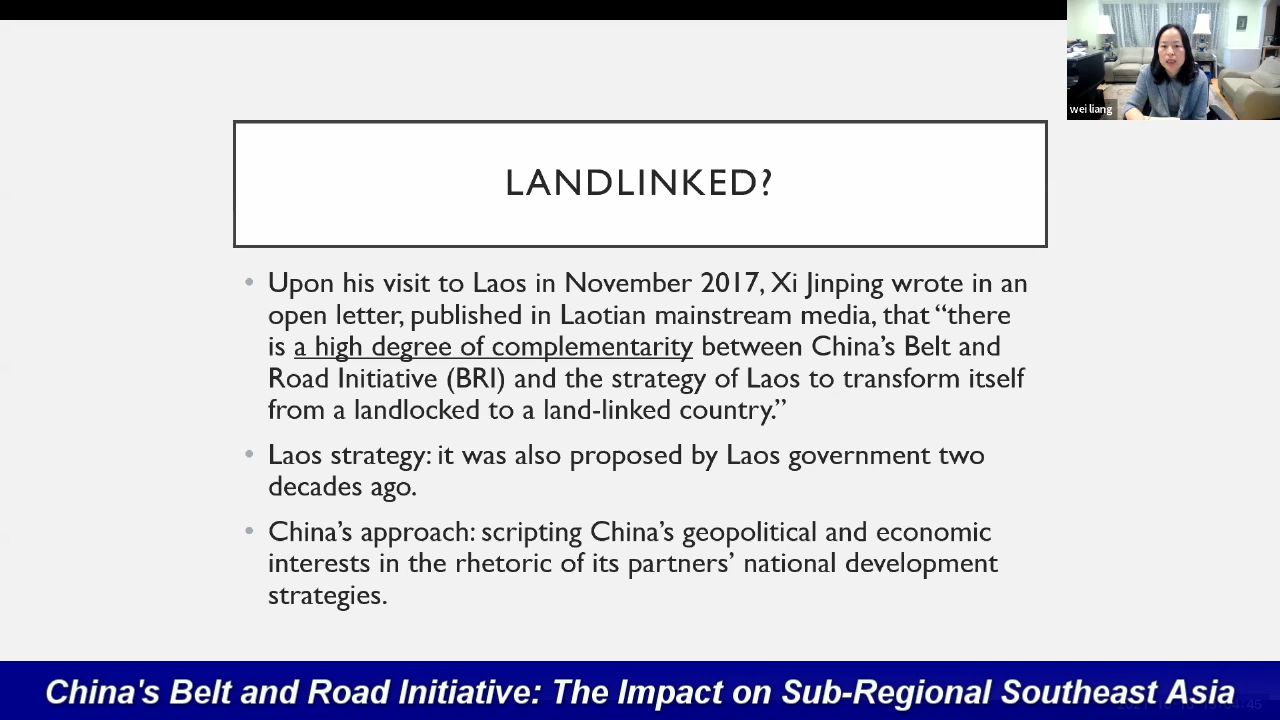 wei liang
LANDLINKED?
• Upon his visit to Laos in November 2017, Xi Jinping wrote in an
open letter, published in Laotian mainstream media, that “there
is a high degree of complementarity between China’s Belt and
Road Initiative (BRI) and the strategy of Laos to transform itself
from a landlocked to a land-linked country.”
• Laos strategy: it was also proposed by Laos government two
decades ago.
• China’s approach: scripting China’s geopolitical and economic
interests in the rhetoric of its partners’ national development
strategies.
China's Belt and Road Initiative: The Impact on Sub-Regional Southeast Asia